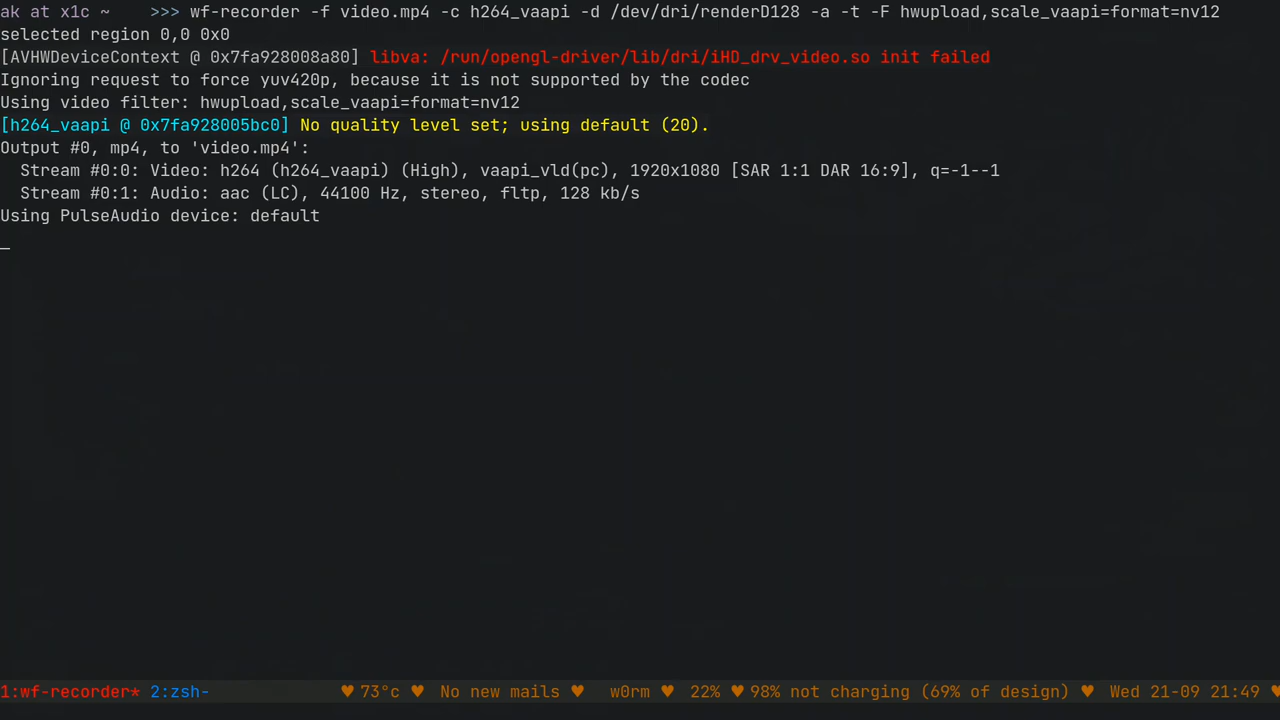 ak at x1c ~    >>> wf-recorder -f video.mp4 -c h264_vaapi -d /dev/dri/renderD128 -a -t -F hwupload,scale_vaapi=format=nv12
selected region 0,0 0x0
[AVHWDeviceContext @ 0x7fa928008a80] libva: /run/opengl-driver/lib/dri/iHD_drv_video.so init failed
Ignoring request to force yuv420p, because it is not supported by the codec
Using video filter: hwupload,scale_vaapi=format=nv12
[h264_vaapi @ 0x7fa928005bc0] No quality level set; using default (20).
Output #0, mp4, to 'video.mp4':
  Stream #0:0: Video: h264 (h264_vaapi) (High), vaapi_vld(pc), 1920x1080 [SAR 1:1 DAR 16:9], q=-1--1
  Stream #0:1: Audio: aac (LC), 44100 Hz, stereo, fltp, 128 kb/s
Using PulseAudio device: default
1:wf-recorder* 2:zsh-    ♥ 73°c ♥  No new mails ♥  w0rm ♥  22% ♥ 98% not charging (69% of design) ♥  Wed 21-09 21:49 ♥